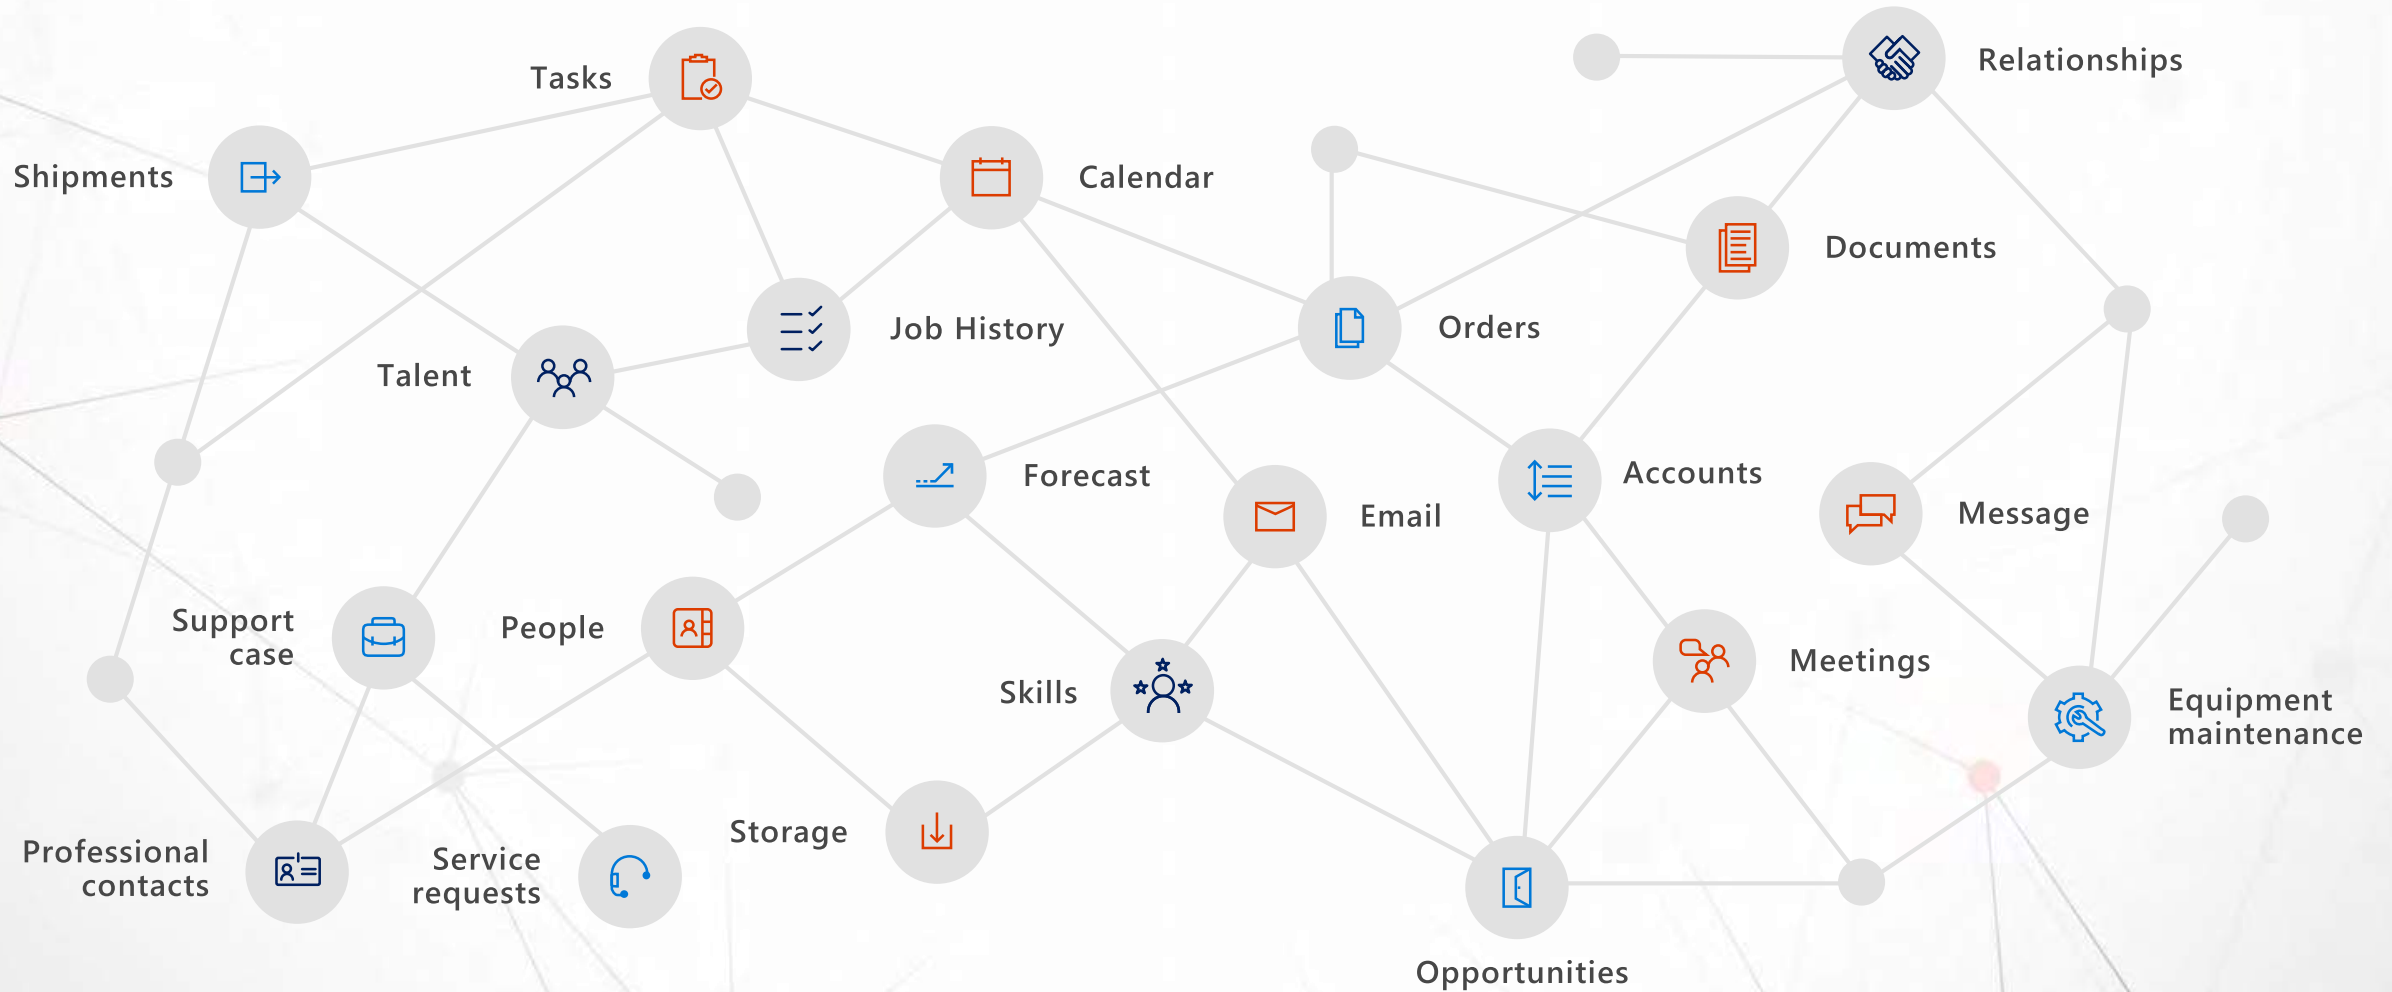 Tasks
Relationships
Shipments
Calendar
Documents
Job History
Orders
Talent
Forecast
Accounts
Email
Message
Support
case
People
Meetings
Skills
Equipment
maintenance
Storage
Professional
contacts
Service
requests
Opportunities